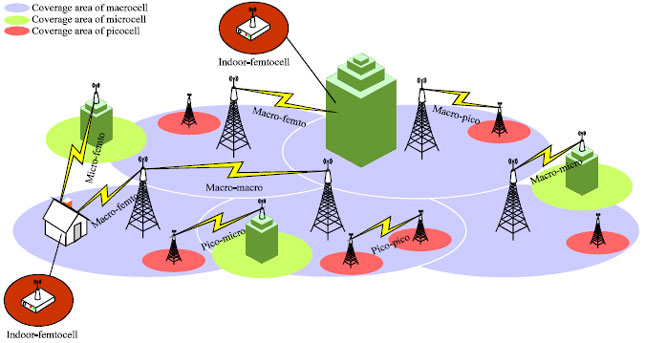 Coverage area of macrocell
Coverage area of microcell
Coverage area of picocell
Indoor-femtocell
Macro-femto
Macro-pico
Micro-femto
Macro-micro
Macro-macro
Macro-femto
Pico-micro
Pico-pico
Indoor-femtocell